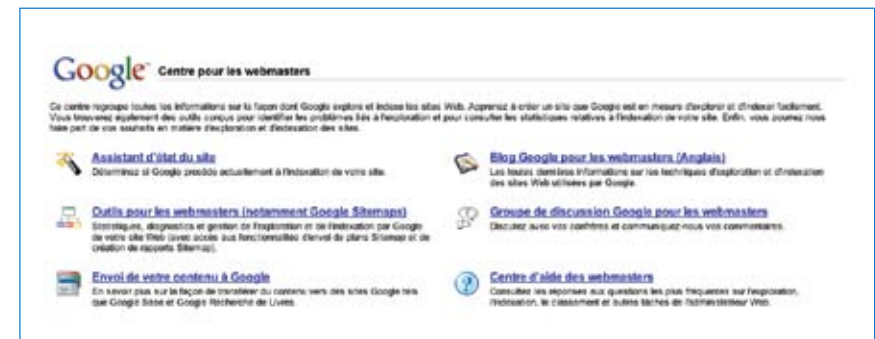 Google™ Centre pour les webmasters
Ce centre regroupe toutes les informations sur la façon dont Google explore et indexe les sites Web. Apprenez à créer un site que Google est en mesure d'explorer et d'indexer facilement.
Vous trouverez également des outils conçus pour identifier les problèmes liés à l'exploration et pour consulter les statistiques relatives à l'indexation de votre site. Enfin, vous pourrez nous
faire part de vos souhaits en matière d'exploration et d'indexation des sites.
Assistant d'état du site
Déterminez si Google procède actuellement à l'indexation de votre site.
Outils pour les webmasters (notamment Google Sitemaps)
Statistiques, diagnostics et gestion de l'exploration et de l'indexation par Google
de votre site Web (avec accès aux fonctionnalités d'envoi de plans Sitemap et de
création de rapports Sitemap).
Envoi de votre contenu à Google
En savoir plus sur la façon de transférer du contenu vers des sites Google tels
que Google Base et Google Recherche de Livres.
Blog Google pour les webmasters (Anglais)
Les toutes dernières informations sur les techniques d'exploration et d'indexation
des sites Web utilisées par Google.
Groupe de discussion Google pour les webmasters
Discutez avec vos confrères et communiquez-nous vos commentaires.
Centre d'aide des webmasters
Consultez les réponses aux questions les plus fréquentes sur l'exploration,
l'indexation, le classement et autres tâches de l'administrateur Web.